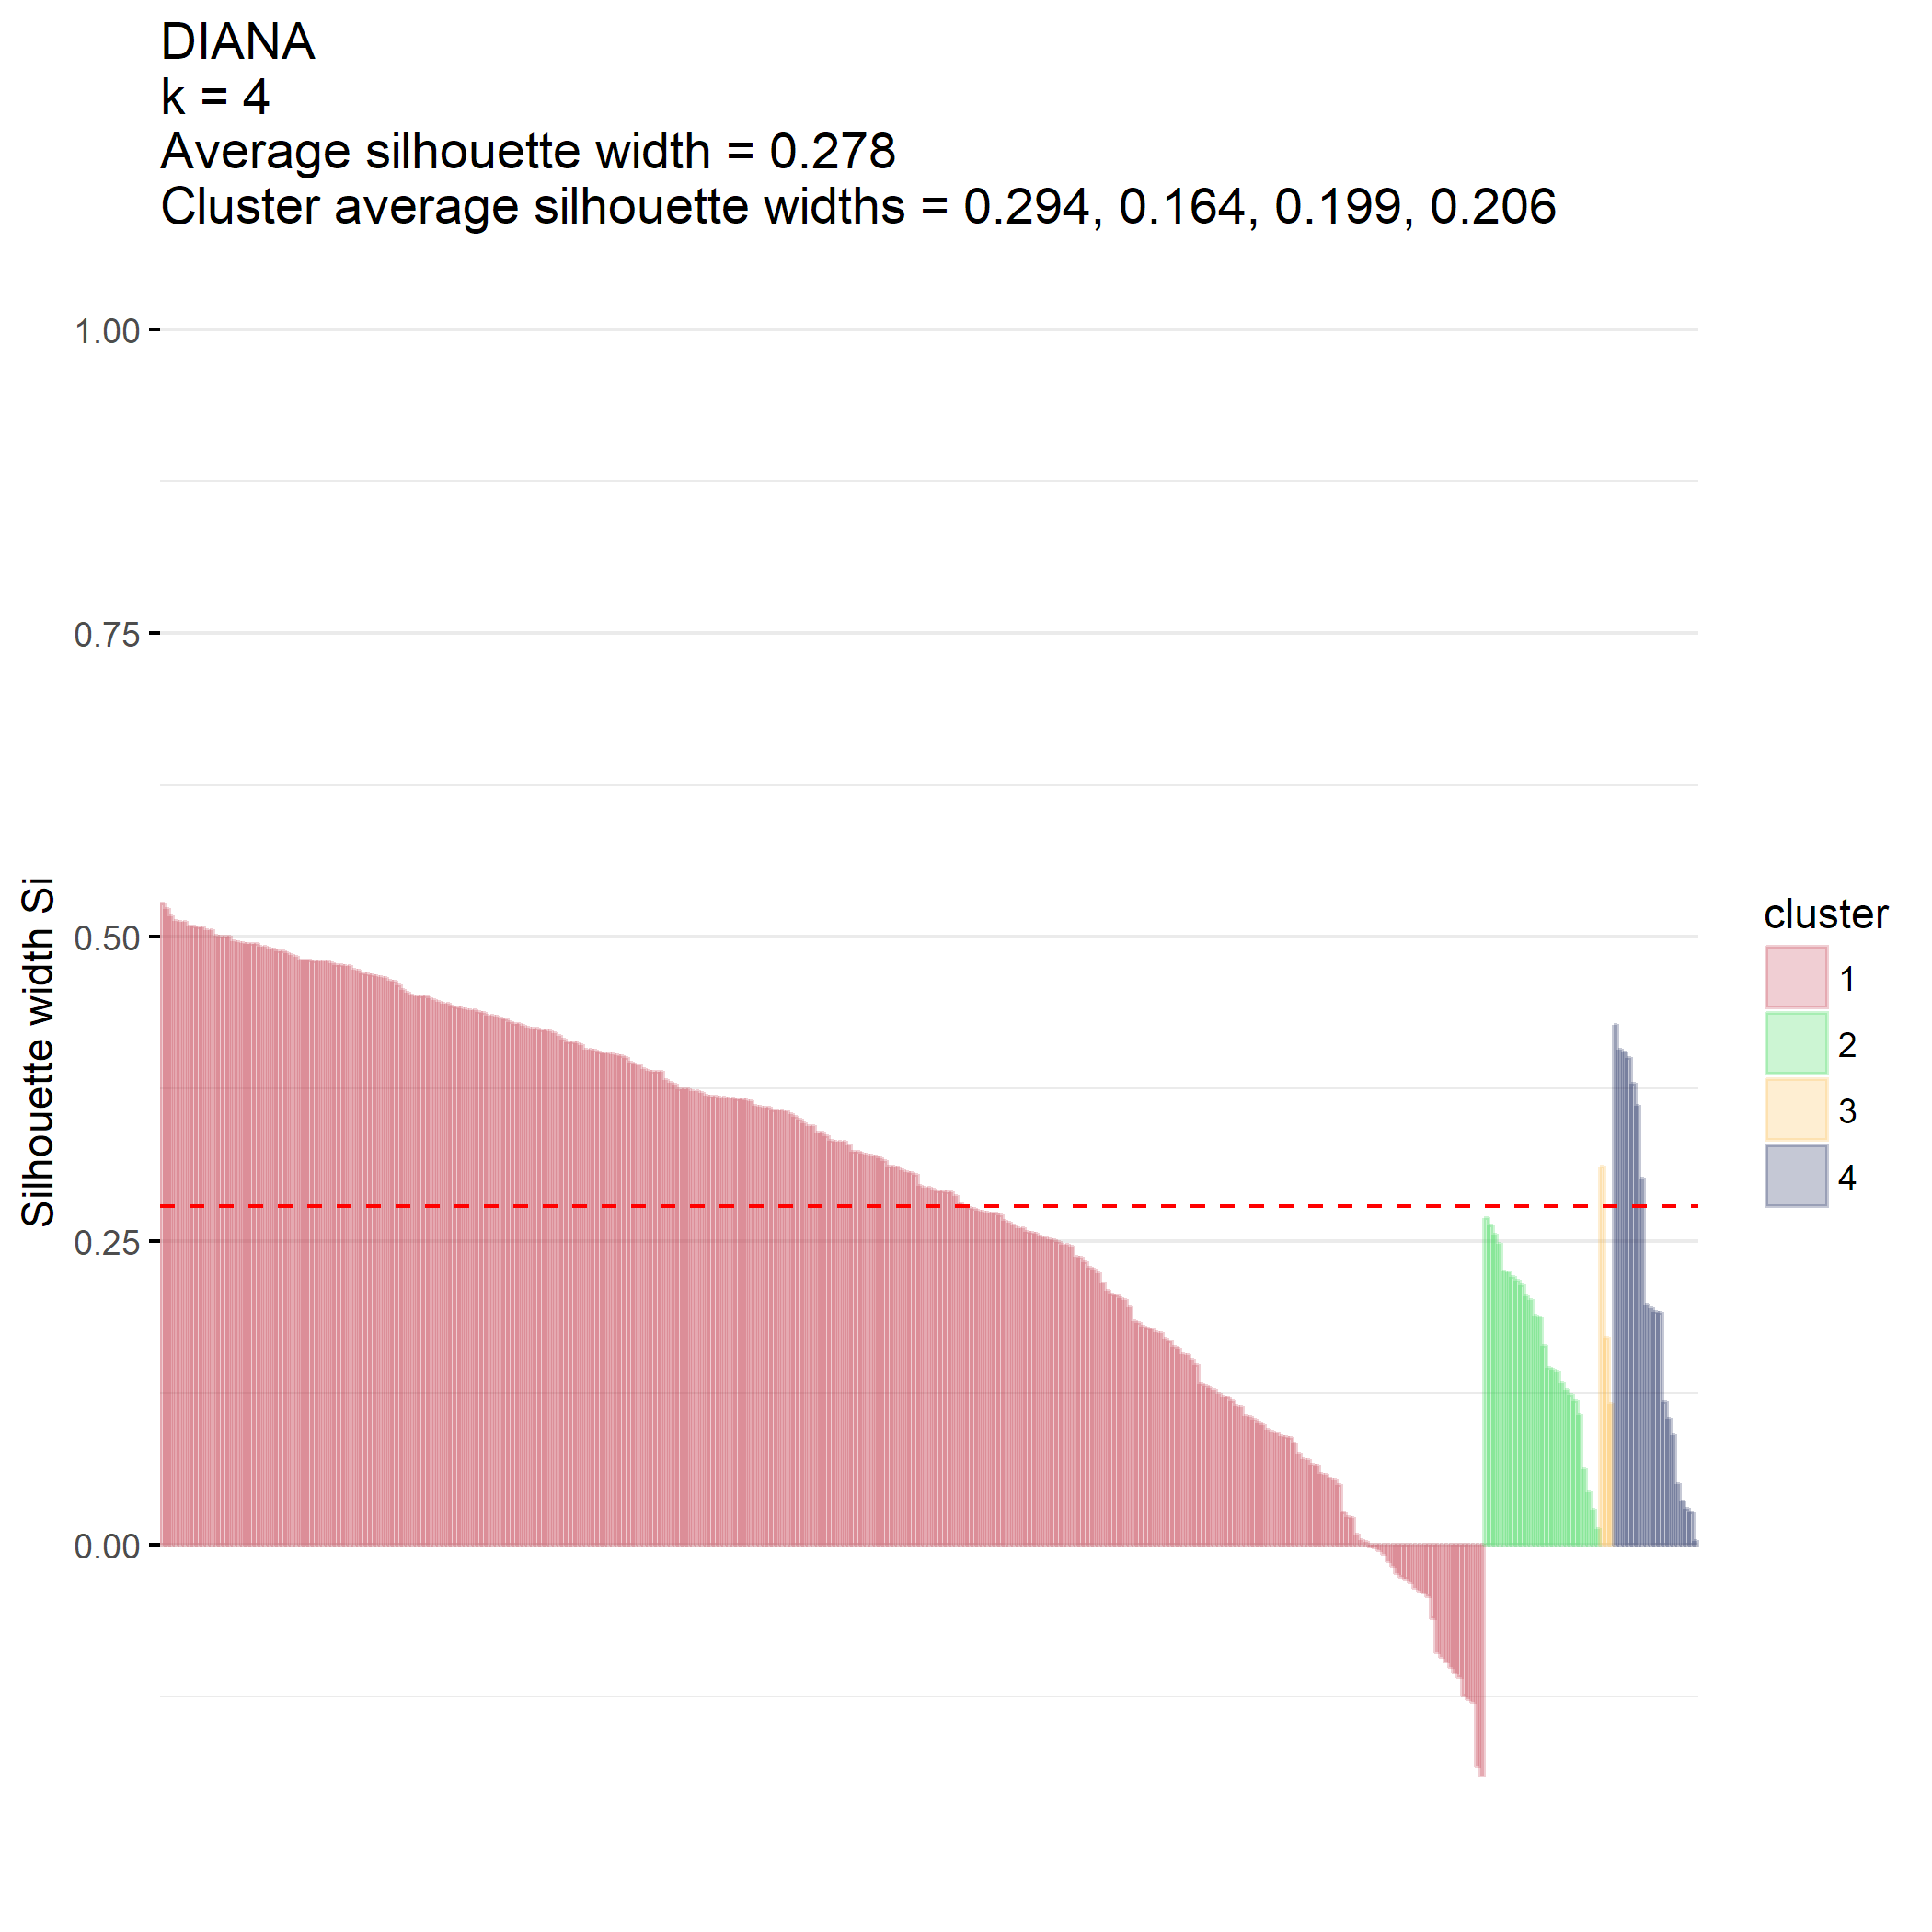 DIANA
k = 4
Average silhouette width = 0.278
Cluster average silhouette widths = 0.294, 0.164, 0.199, 0.206
1.00
0.75
0.50
0.25
0.00
Silhouette width Si
cluster
1
2
3
4